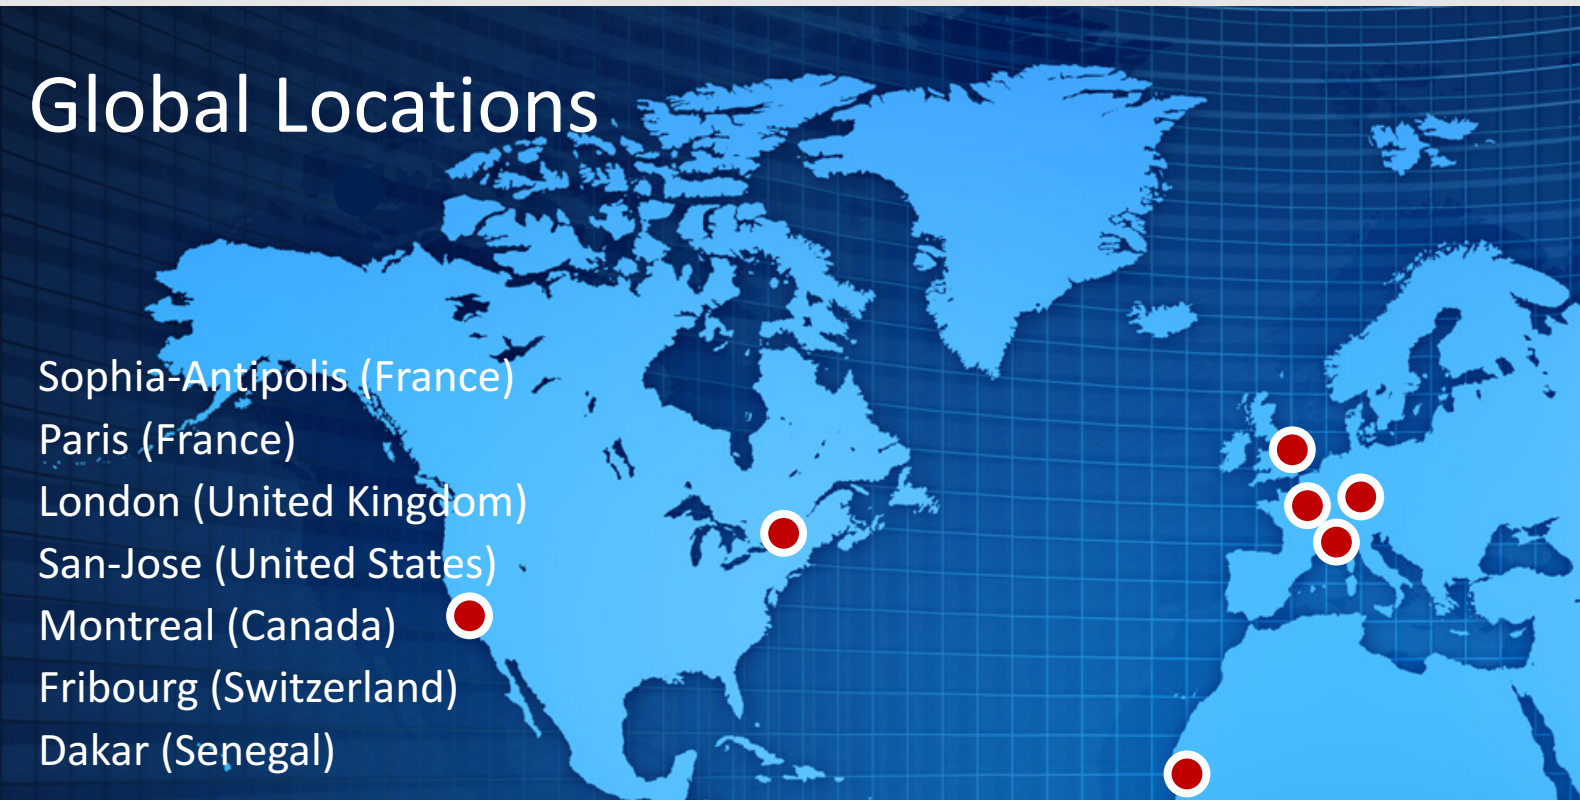 Global Locations
Sophia-Antipolis (France)
Paris (France)
London (United Kingdom)
San-Jose (United States)
Montreal (Canada)
Fribourg (Switzerland)
Dakar (Senegal)